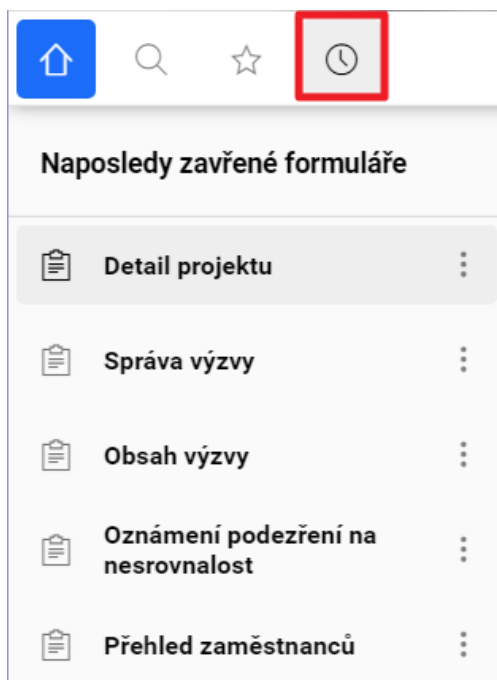 Naposledy zavřené formuláře
Detail projektu
Správa výzvy
Obsah výzvy
Oznámení podezření na
nesrovnalost
Přehled zaměstnanců